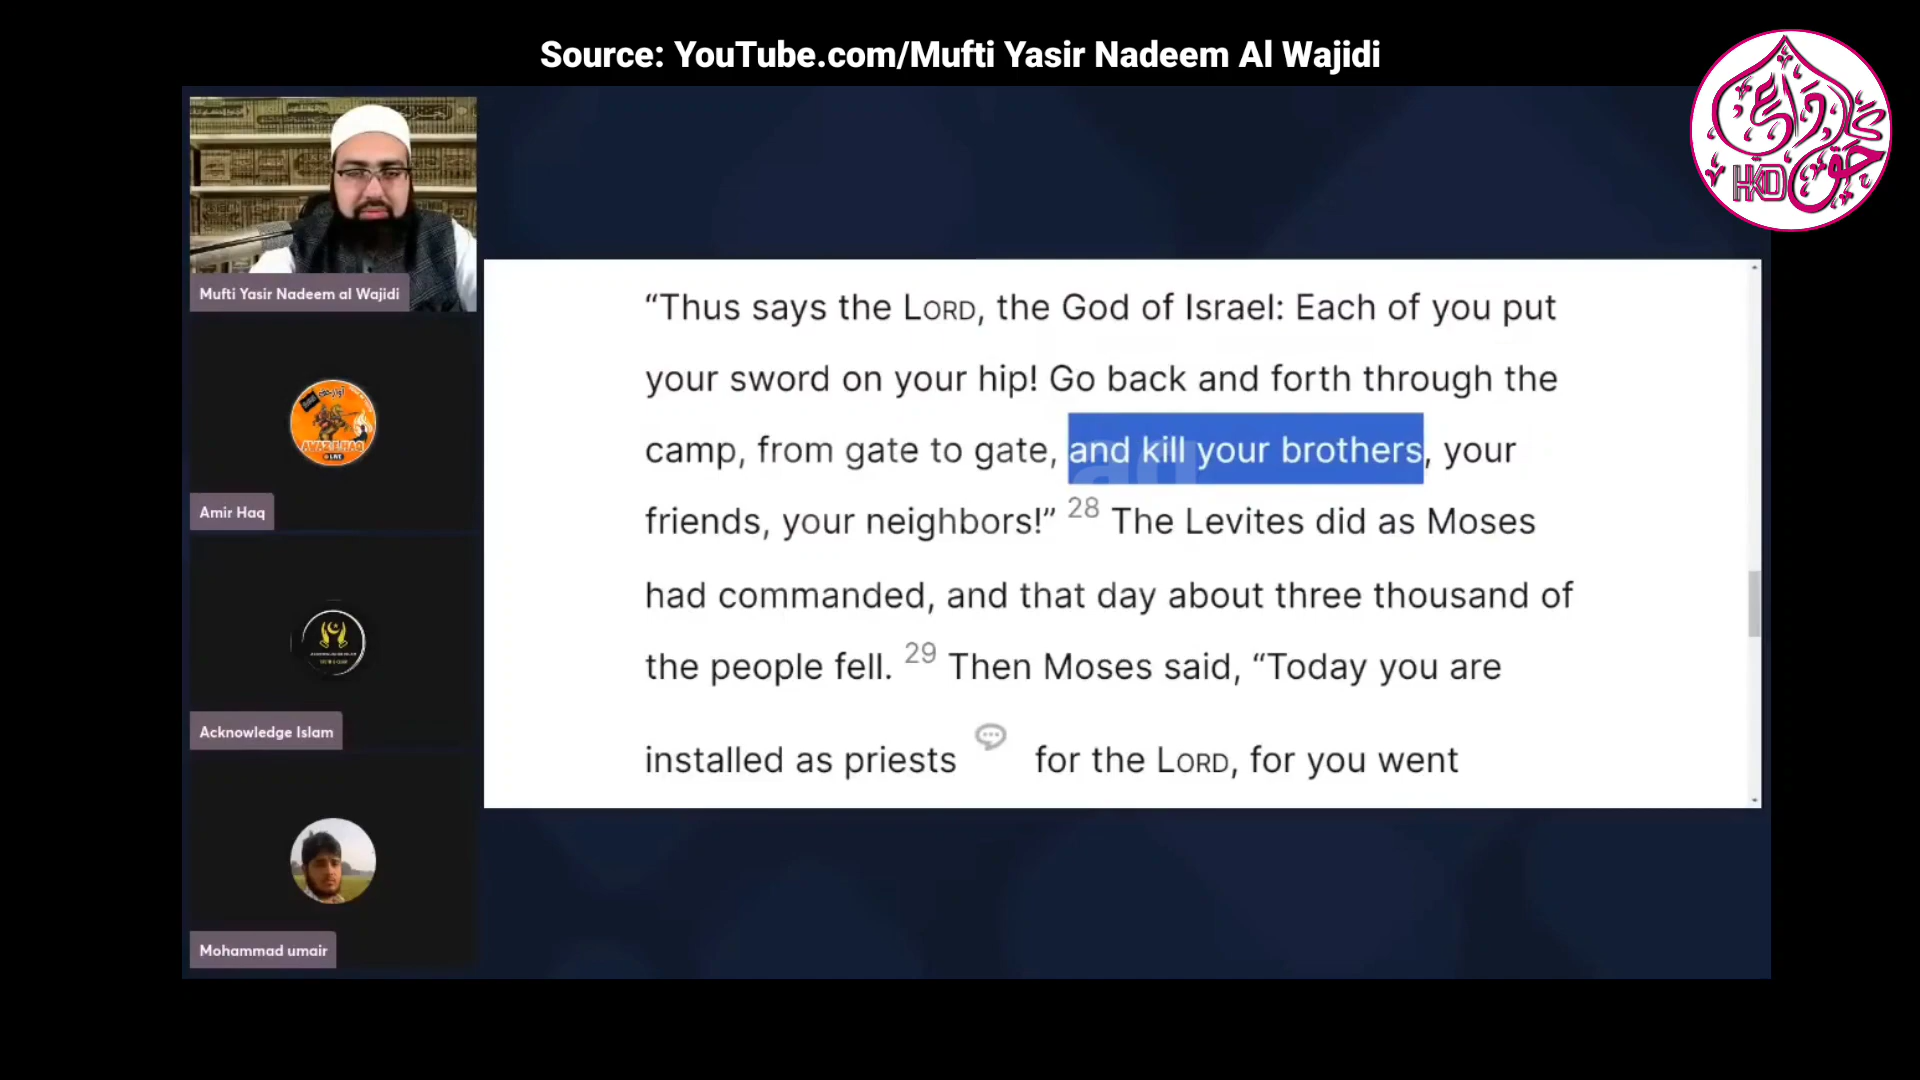 Source: YouTube.com/Mufti Yasir Nadeem Al Wajidi
HKD
Mufti Yasir Nadeem al Wajidi
AWAZ E HAQ
LIVE
Amir Haq
Acknowledge Islam
Mohammad umair
“Thus says the LORD, the God of Israel: Each of you put
your sword on your hip! Go back and forth through the
camp, from gate to gate, and kill your brothers, your
friends, your neighbors!” 28 The Levites did as Moses
had commanded, and that day about three thousand of
the people fell. 29 Then Moses said, “Today you are
installed as priests for the LORD, for you went